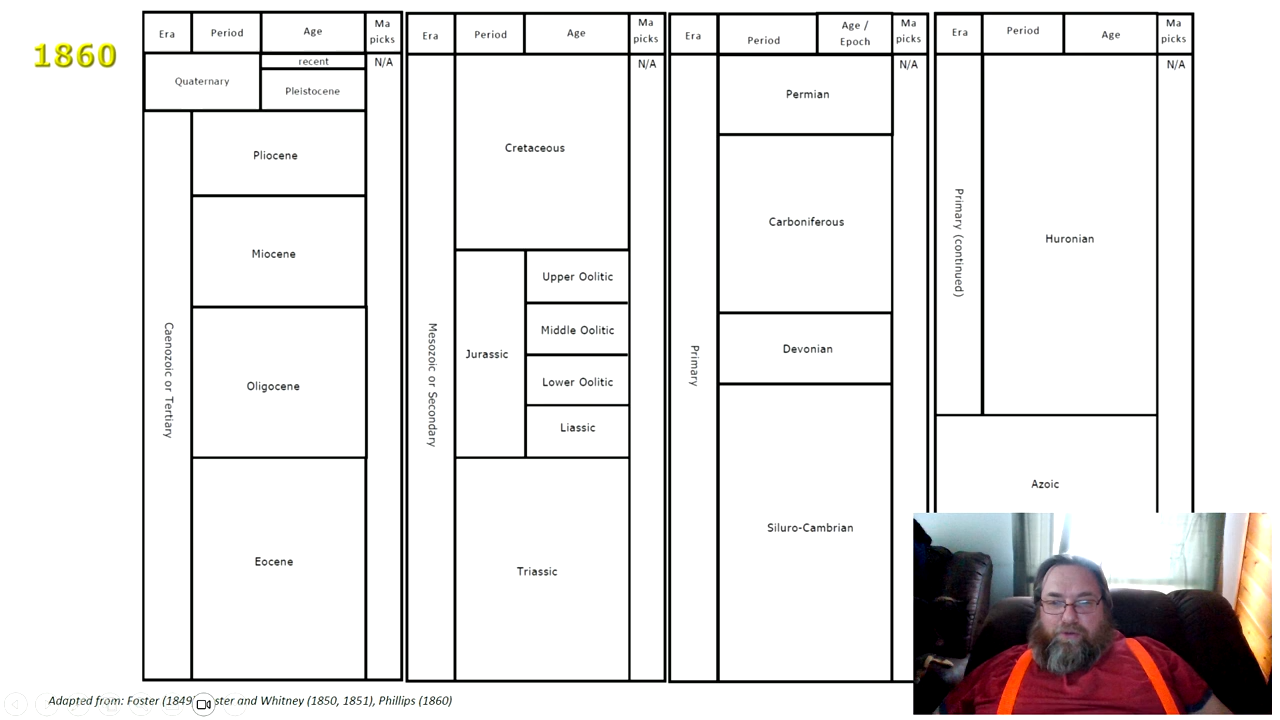 1860
Era
Period
Age
Ma
picks
Quaternary
recent
N/A
Pleistocene
Pliocene
Miocene
Caenozoic or Tertiary
Oligocene
Eocene
Era
Period
Age
Ma
picks
N/A
Cretaceous
Mesozoic or Secondary
Jurassic
Upper Oolitic
Middle Oolitic
Lower Oolitic
Liassic
Triassic
Era
Period
Age /
Epoch
Ma
picks
N/A
Permian
Carboniferous
Primary
Devonian
Siluro-Cambrian
Era
Period
Age
Ma
picks
N/A
Primary (continued)
Huronian
Azoic
Adapted from: Foster (1849 and Whitney (1850, 1851), Phillips (1860)